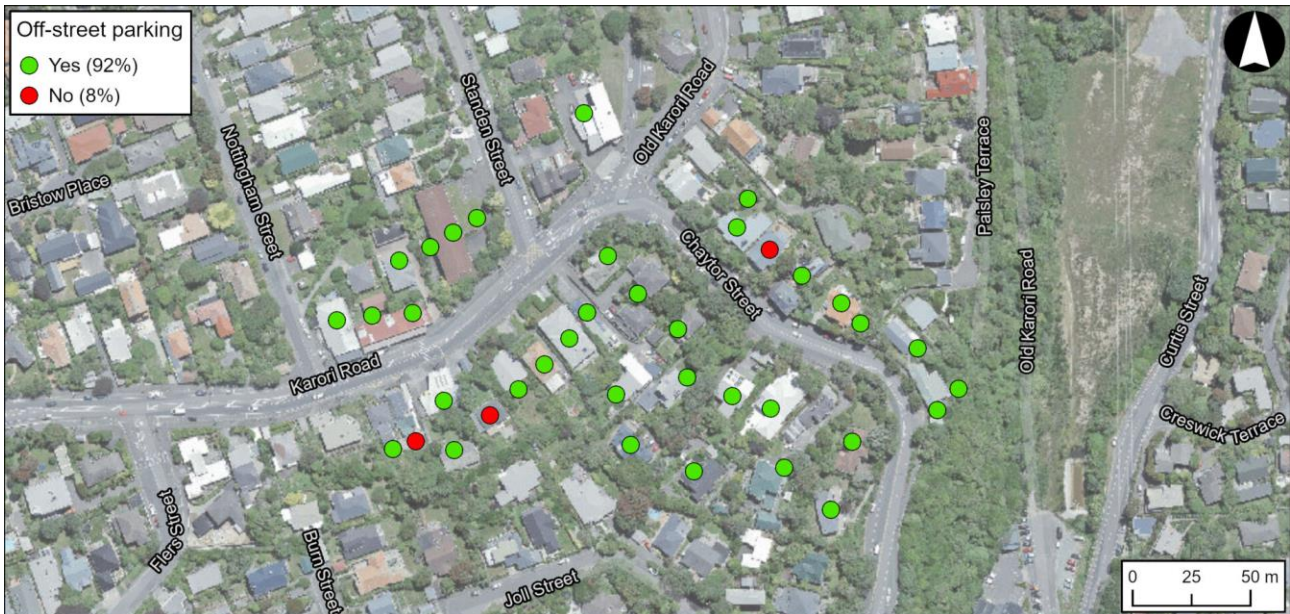 Off-street parking
Yes (92%)
No (8%)
Bristow Place
Nottingham Street
Standen Street
Old Karori Road
Paisley Terrace
Chaytor Street
Old Karori Road
Curtis Street
Karori Road
Creswick Terrace
Flers Street
Burn Street
Joll Street
0 25 50 m